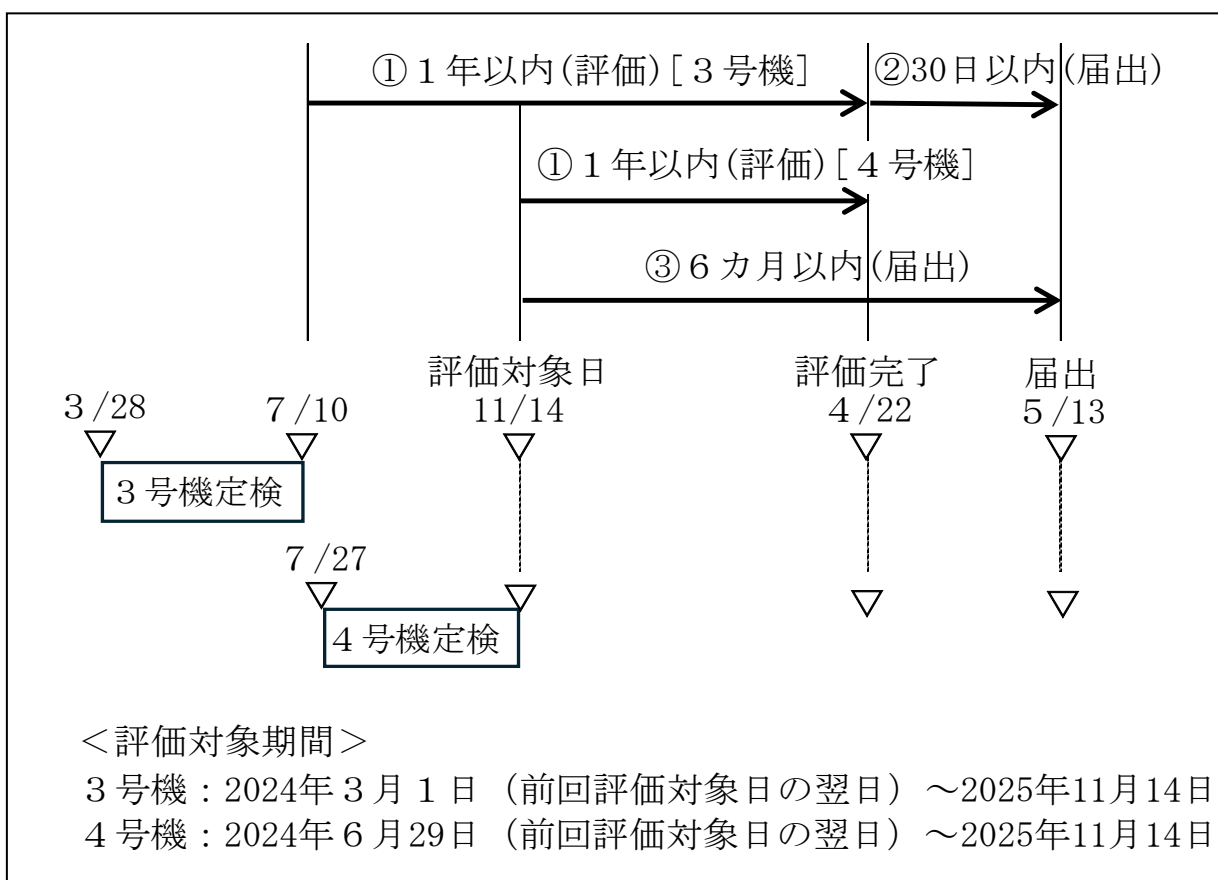 ①１年以内(評価)[３号機]
②30日以内(届出)
①１年以内(評価)[４号機]
③６カ月以内(届出)
評価対象日
評価完了
届出
３/28
７/10
11/14
４/22
５/13
３号機定検
７/27
４号機定検
＜評価対象期間＞
３号機：2024年３月１日（前回評価対象日の翌日）～2025年11月14日
４号機：2024年６月29日（前回評価対象日の翌日）～2025年11月14日